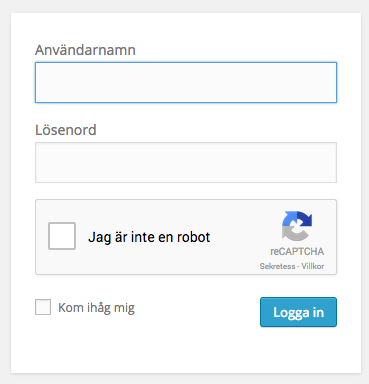 Användarnamn
Lösenord
Jag är inte en robot
reCAPTCHA
Sekretess - Villkor
Kom ihåg mig
Logga in